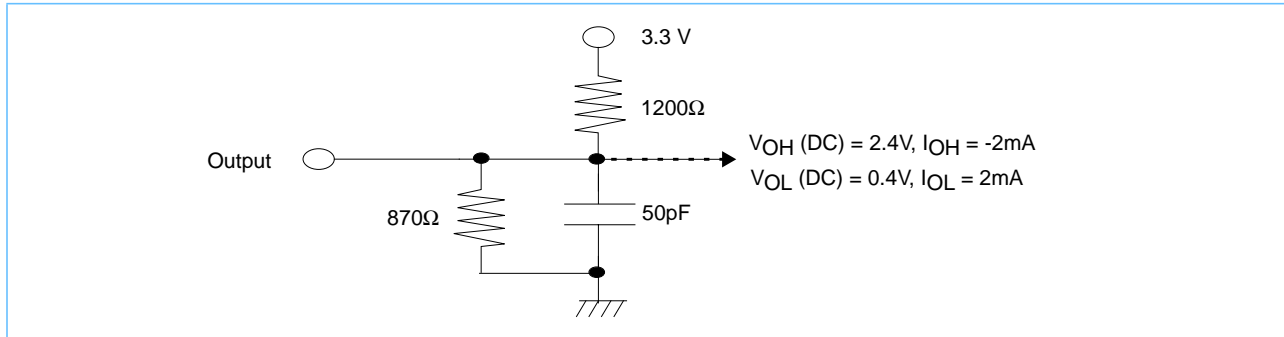 3.3 V
1200Ω
VOH (DC) = 2.4V, IOH = -2mA
Output
VOL (DC) = 0.4V, IOL = 2mA
870Ω
50pF